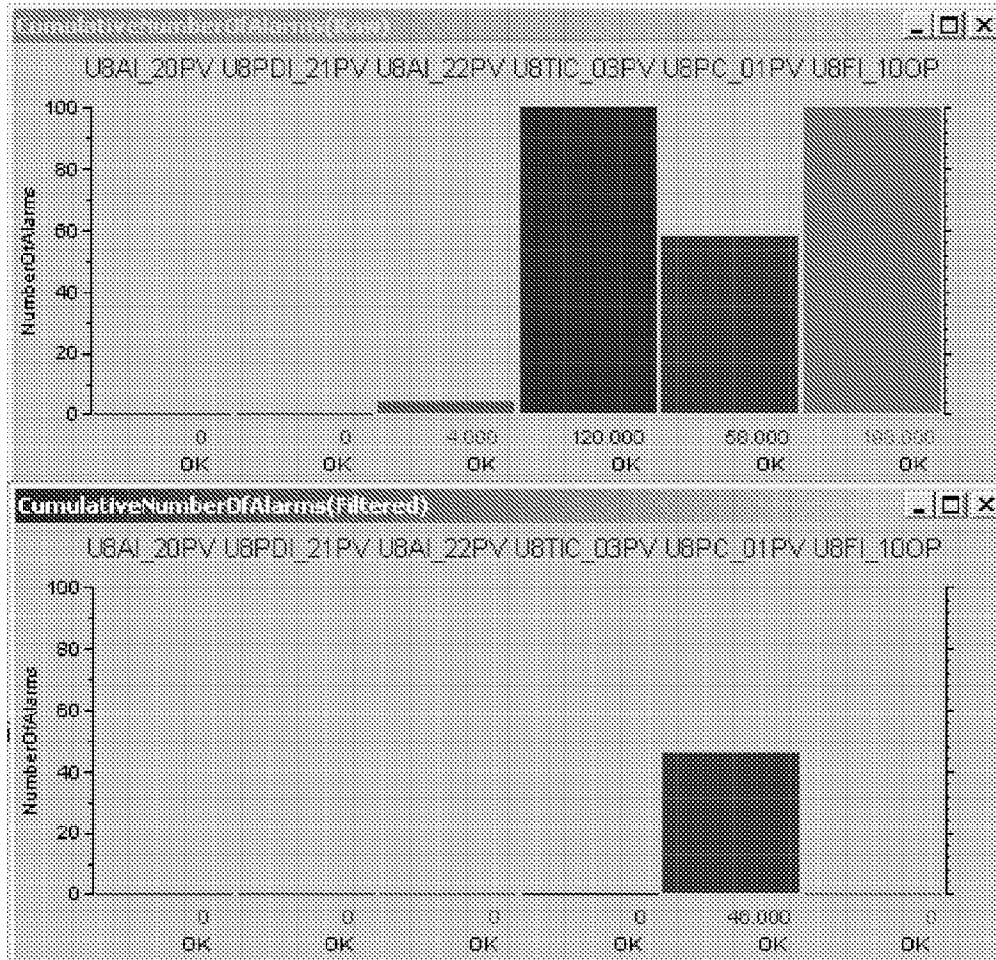 CumulativeNumberOfAlarms(Raw)
U8AI_20PV U8PDI_21PV U8AI_22PV U8TIC_03PV U8PC_01PV U8FI_10OP
NumberOfAlarms
100
80
60
40
20
0
0 0 4.000 120.000 58.000
OK OK OK OK OK OK
CumulativeNumberOfAlarms(Filtered)
U8AI_20PV U8PDI_21PV U8AI_22PV U8TIC_03PV U8PC_01PV U8FI_10OP
NumberOfAlarms
100
80
60
40
20
0
0 0 0 0 46.000 0
OK OK OK OK OK OK